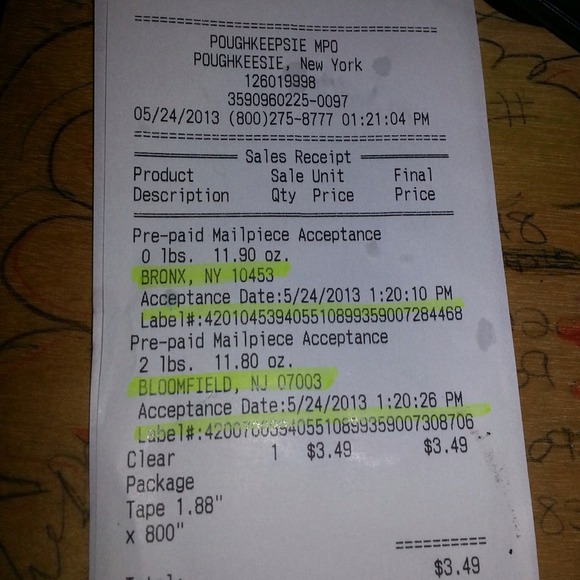 ====================================
POUGHKEEPSIE MPO
POUGHKEESIE, New York
126019998
3590960225-0097
05/24/2013 (800)275-8777 01:21:04 PM
====================================
Sales Receipt
Product Sale Unit Final
Description Qty Price Price
Pre-paid Mailpiece Acceptance
0 lbs. 11.90 oz.
BRONX, NY 10453
Acceptance Date:5/24/2013 1:20:10 PM
Label#:420104539405510899359007284468
Pre-paid Mailpiece Acceptance
2 lbs. 11.80 oz.
BLOOMFIELD, NJ 07003
Acceptance Date:5/24/2013 1:20:26 PM
Label#:420070039405510899359007308706
Clear 1 $3.49 $3.49
Package
Tape 1.88"
x 800"
==========
$3.49